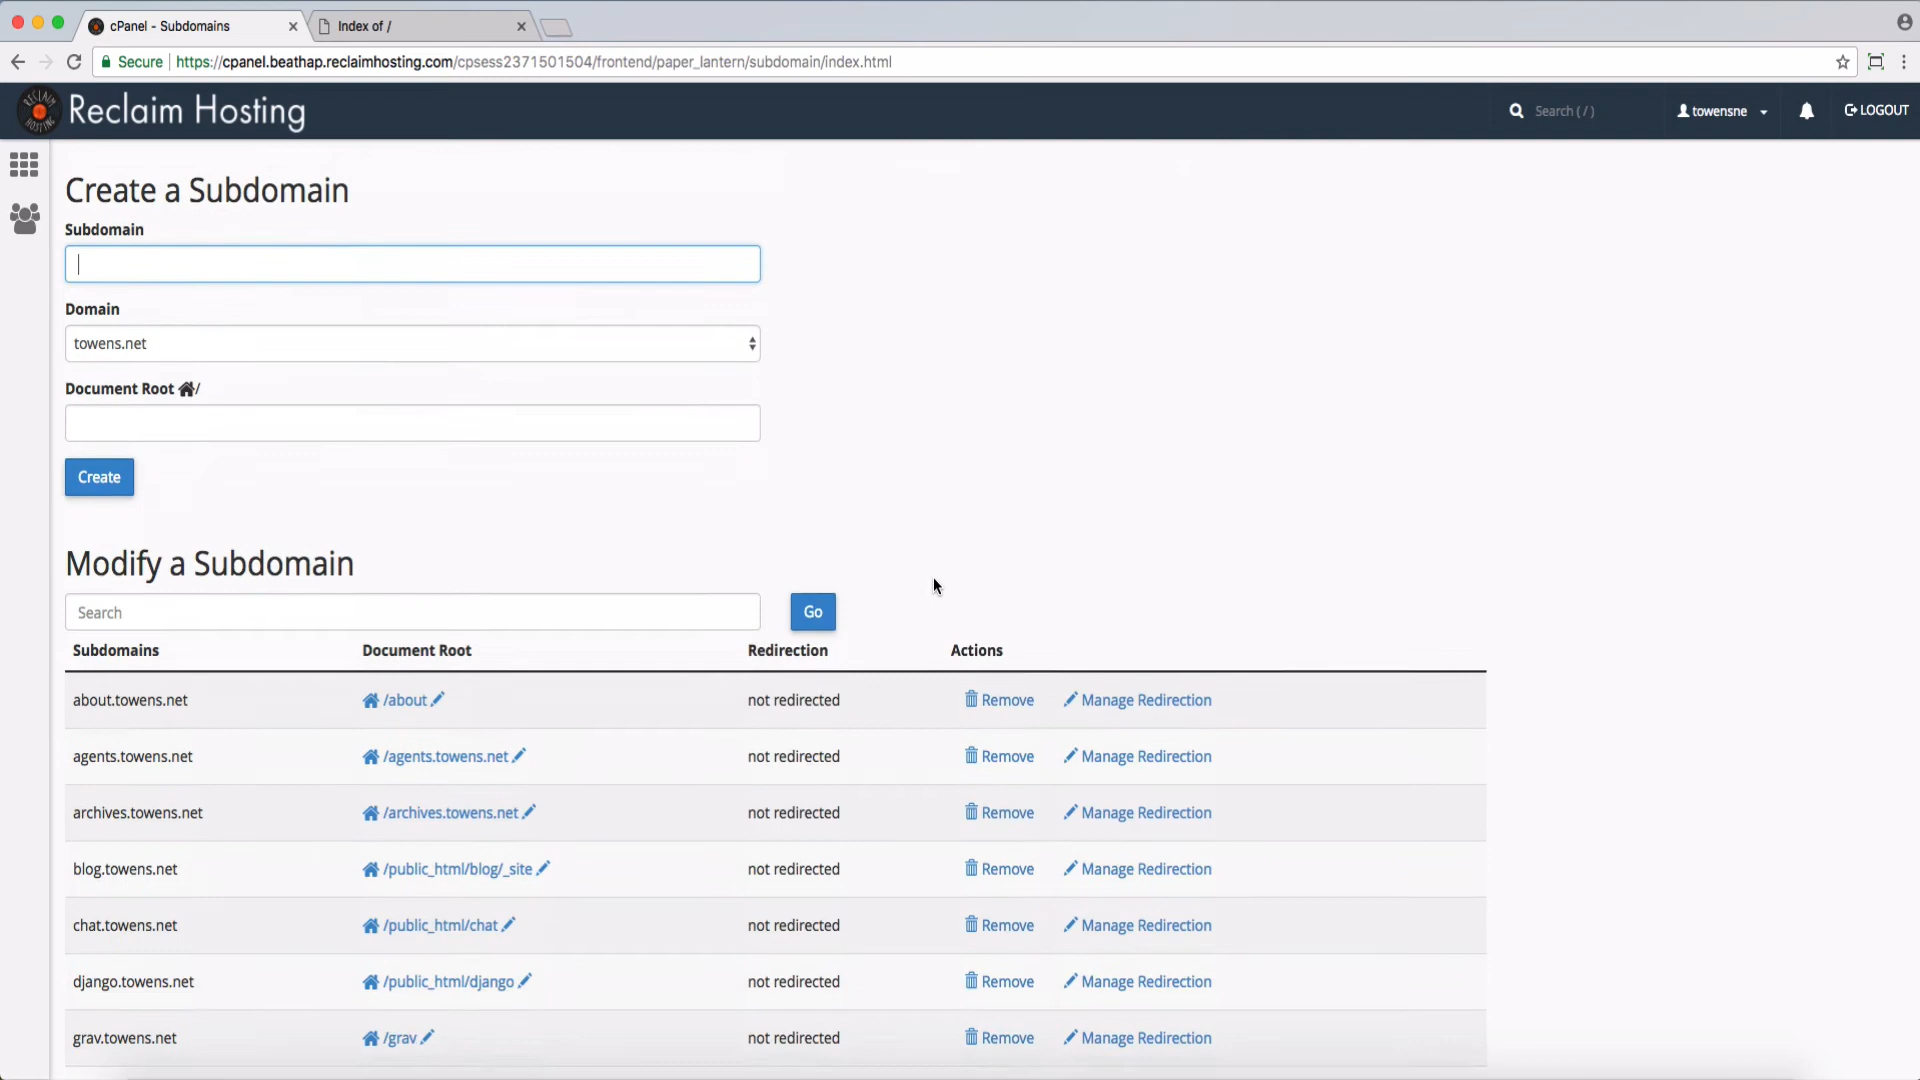 cPanel - Subdomains
Index of /
Secure https://cpanel.beathap.reclaimhosting.com/cpsess2371501504/frontend/paper_lantern/subdomain/index.html
RECLAIM HOSTING Reclaim Hosting Search ( / ) towensne LOGOUT
Create a Subdomain
Subdomain
Domain
towens.net
Document Root /
Create
Modify a Subdomain
Search Go
Subdomains Document Root Redirection Actions
about.towens.net /about not redirected Remove Manage Redirection
agents.towens.net /agents.towens.net not redirected Remove Manage Redirection
archives.towens.net /archives.towens.net not redirected Remove Manage Redirection
blog.towens.net /public_html/blog/_site not redirected Remove Manage Redirection
chat.towens.net /public_html/chat not redirected Remove Manage Redirection
django.towens.net /public_html/django not redirected Remove Manage Redirection
grav.towens.net /grav not redirected Remove Manage Redirection